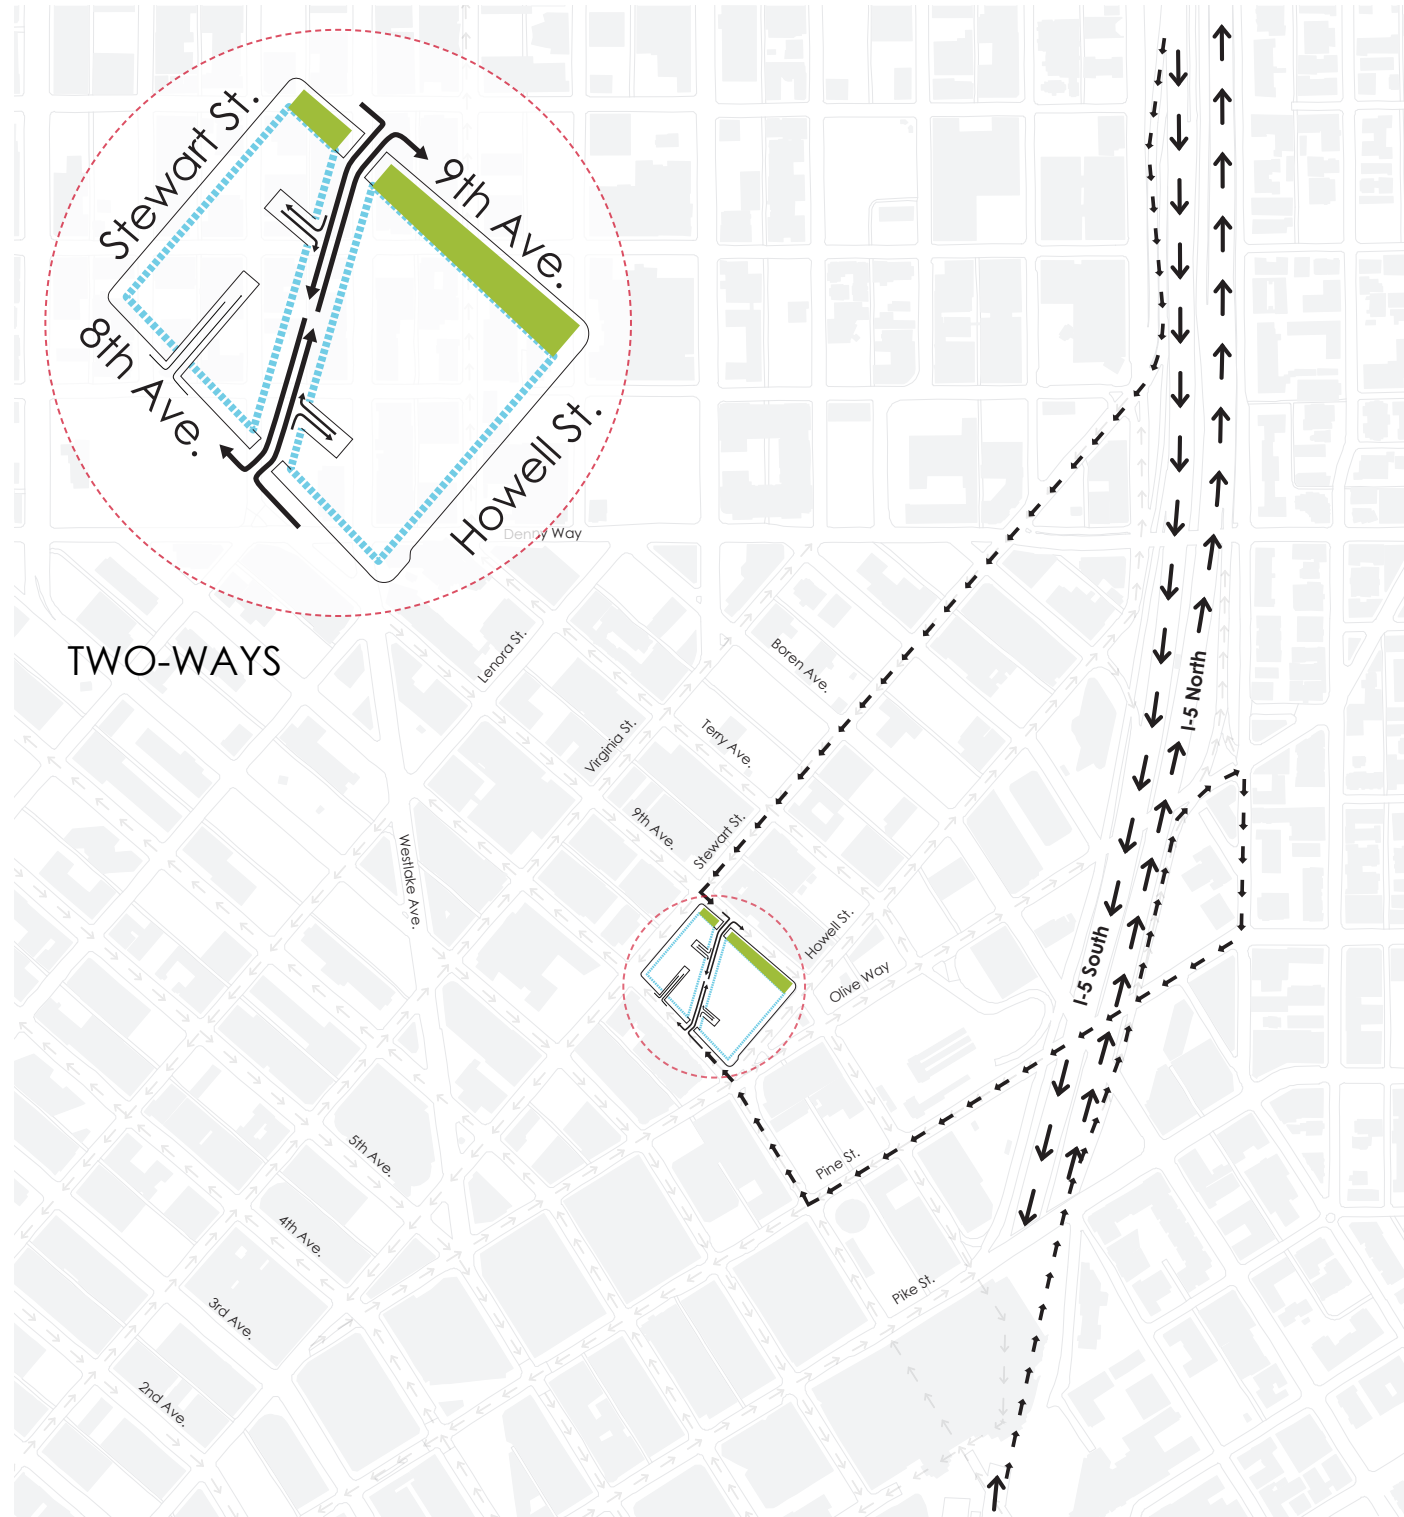 Stewart St.
9th Ave.
8th Ave.
Howell St.
Denny Way
TWO-WAYS
Lenora St.
Boren Ave.
I-5 North
Virginia St.
Terry Ave.
9th Ave.
Stewart St.
Westlake Ave.
Howell St.
I-5 South
Olive Way
5th Ave.
Pine St.
4th Ave.
Pike St.
3rd Ave.
2nd Ave.